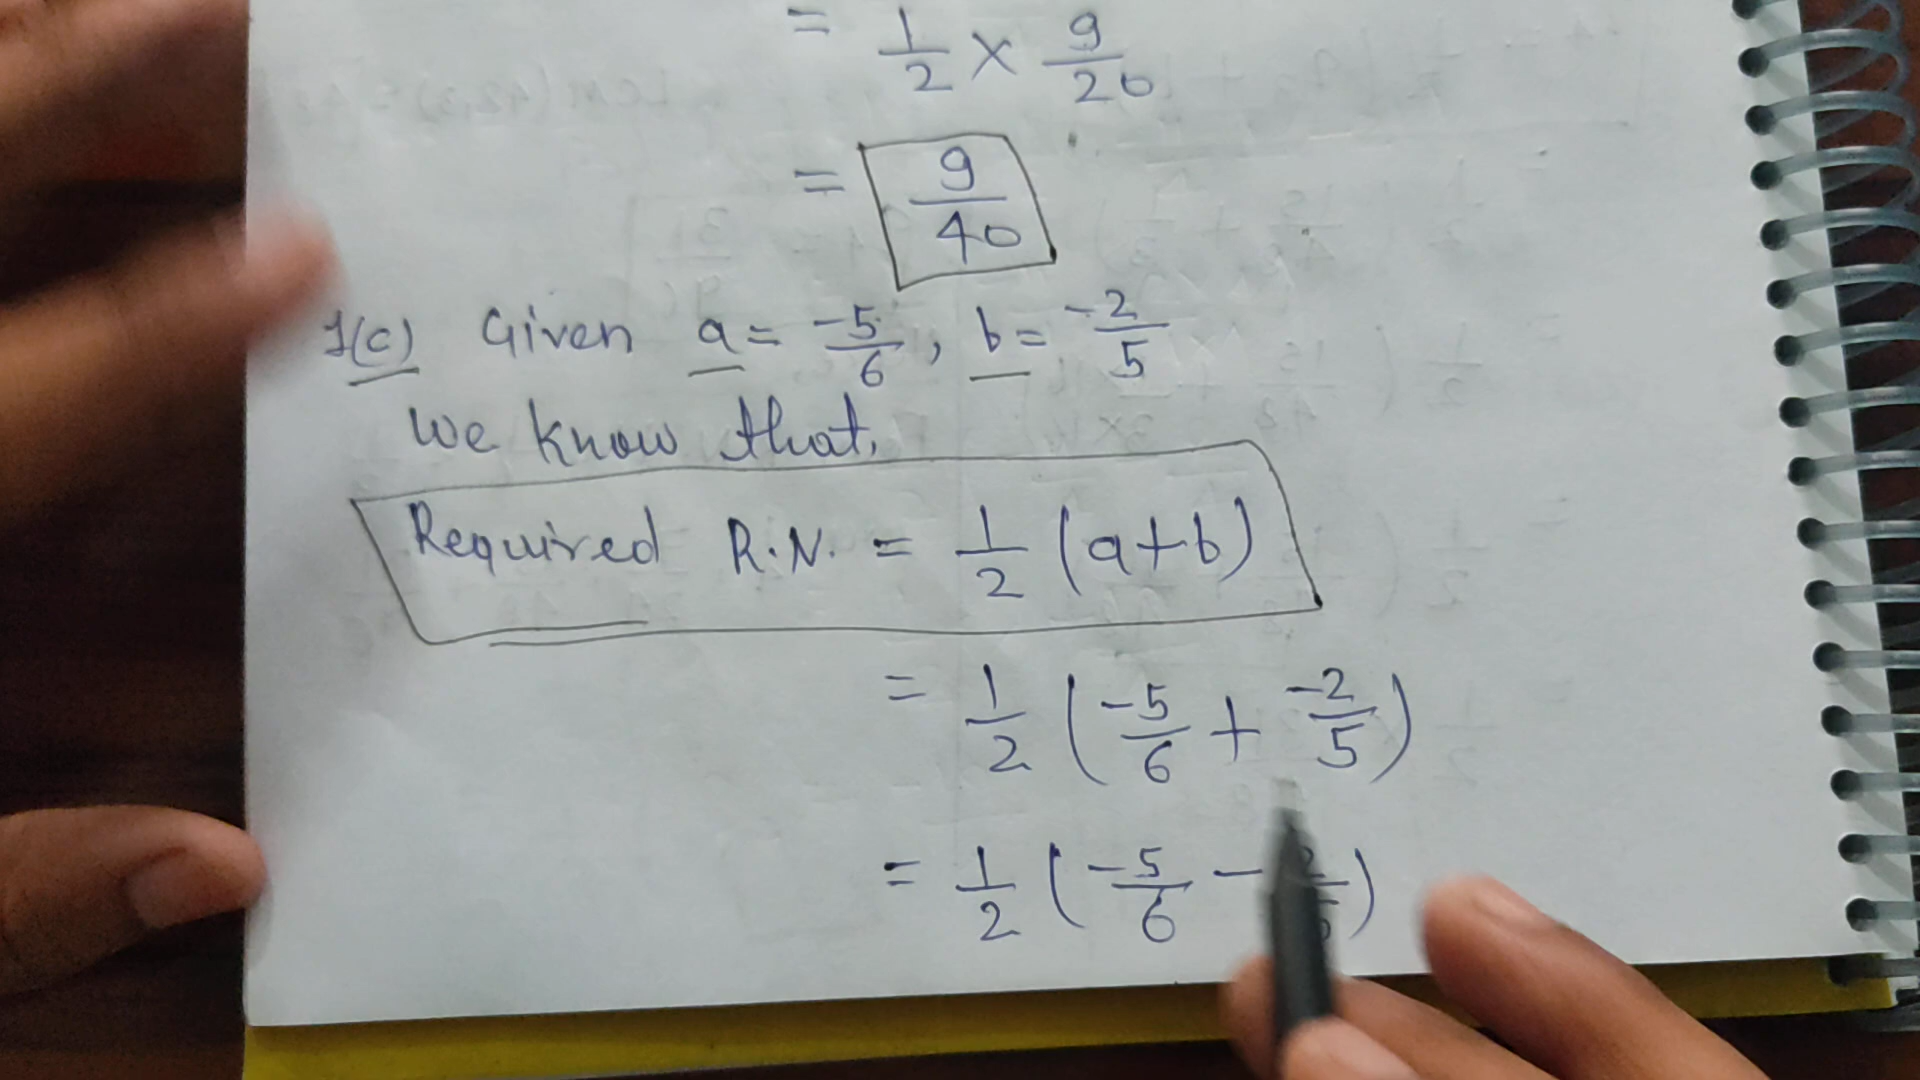 = 1/2 × 9/20
= 9/40
1(c) Given a = -5/6, b = -2/5
We know that,
Required R.N. = 1/2 (a+b)
= 1/2 (-5/6 + -2/5)
= 1/2 (-5/6 -